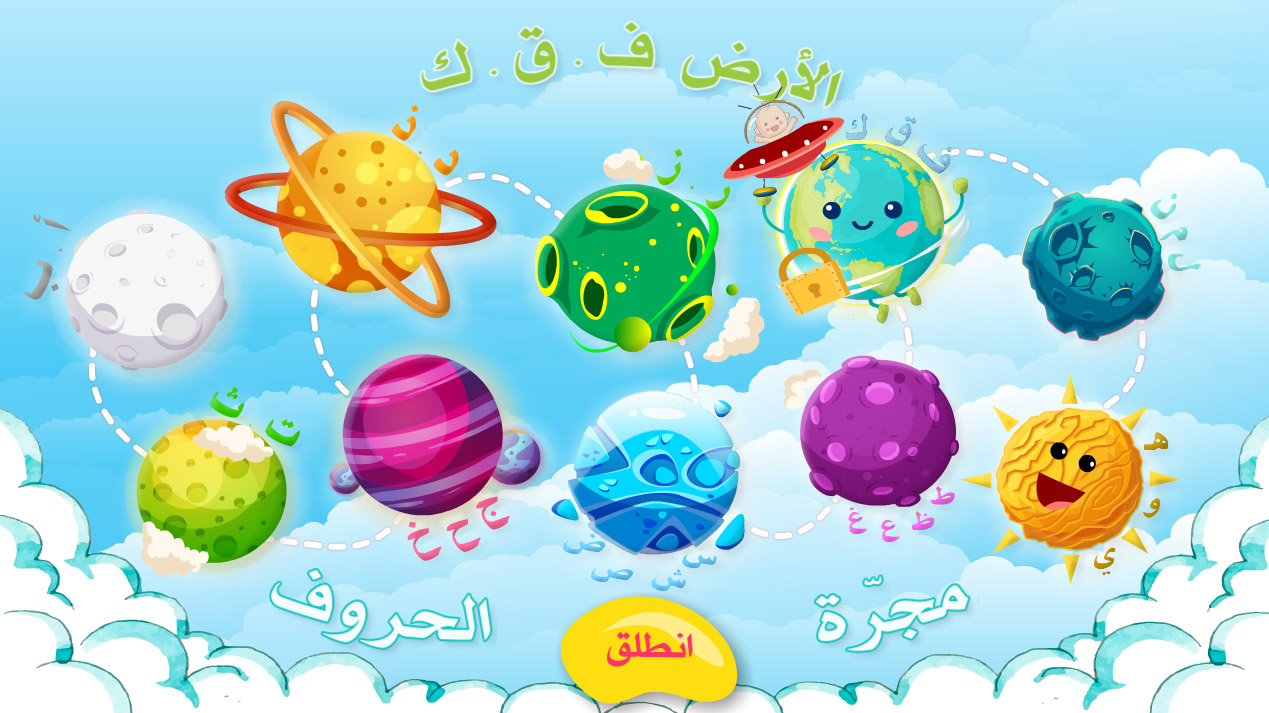 الأرض ف . ق . ك
أ
ب
ت ث
ج ح خ
د ذ
ر ز
س ش ص ض
ط ظ ع غ
ف ق ك
ل م ن
هـ
و
ي
مجرّة الحروف
انطلق